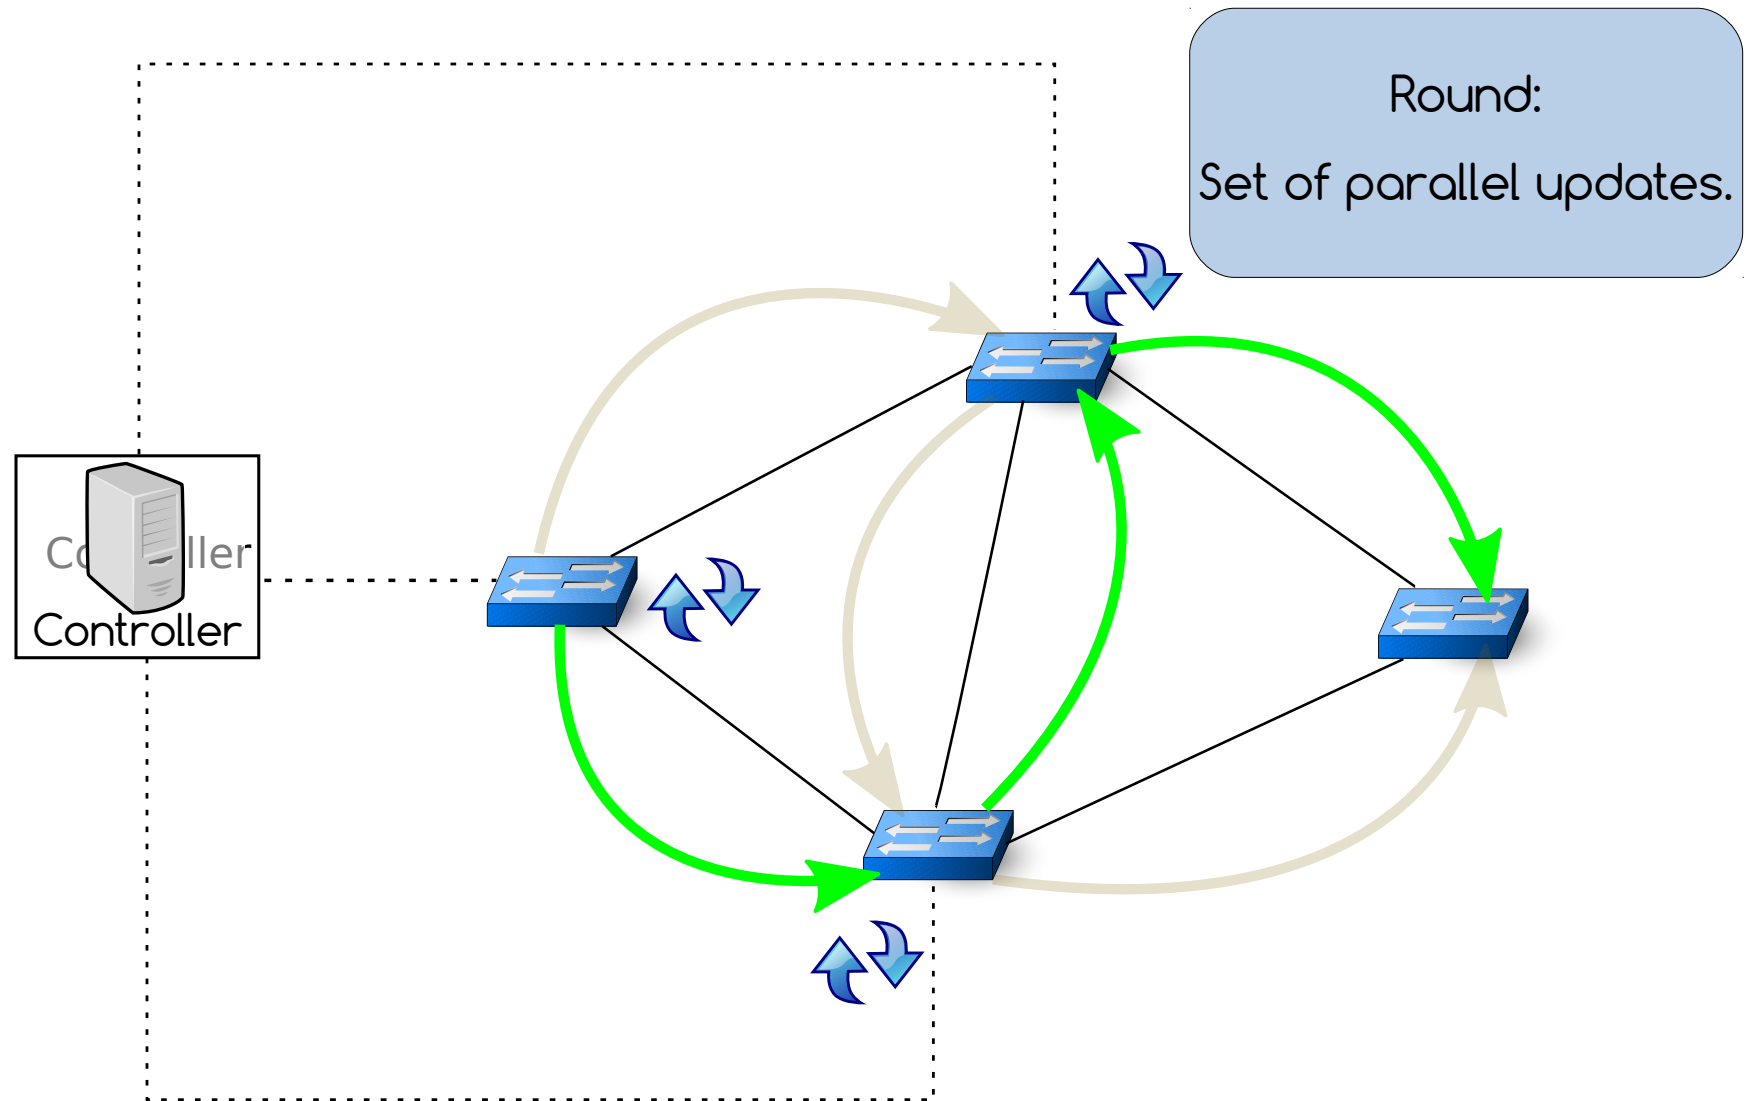 Round:
Set of parallel updates.
Controller